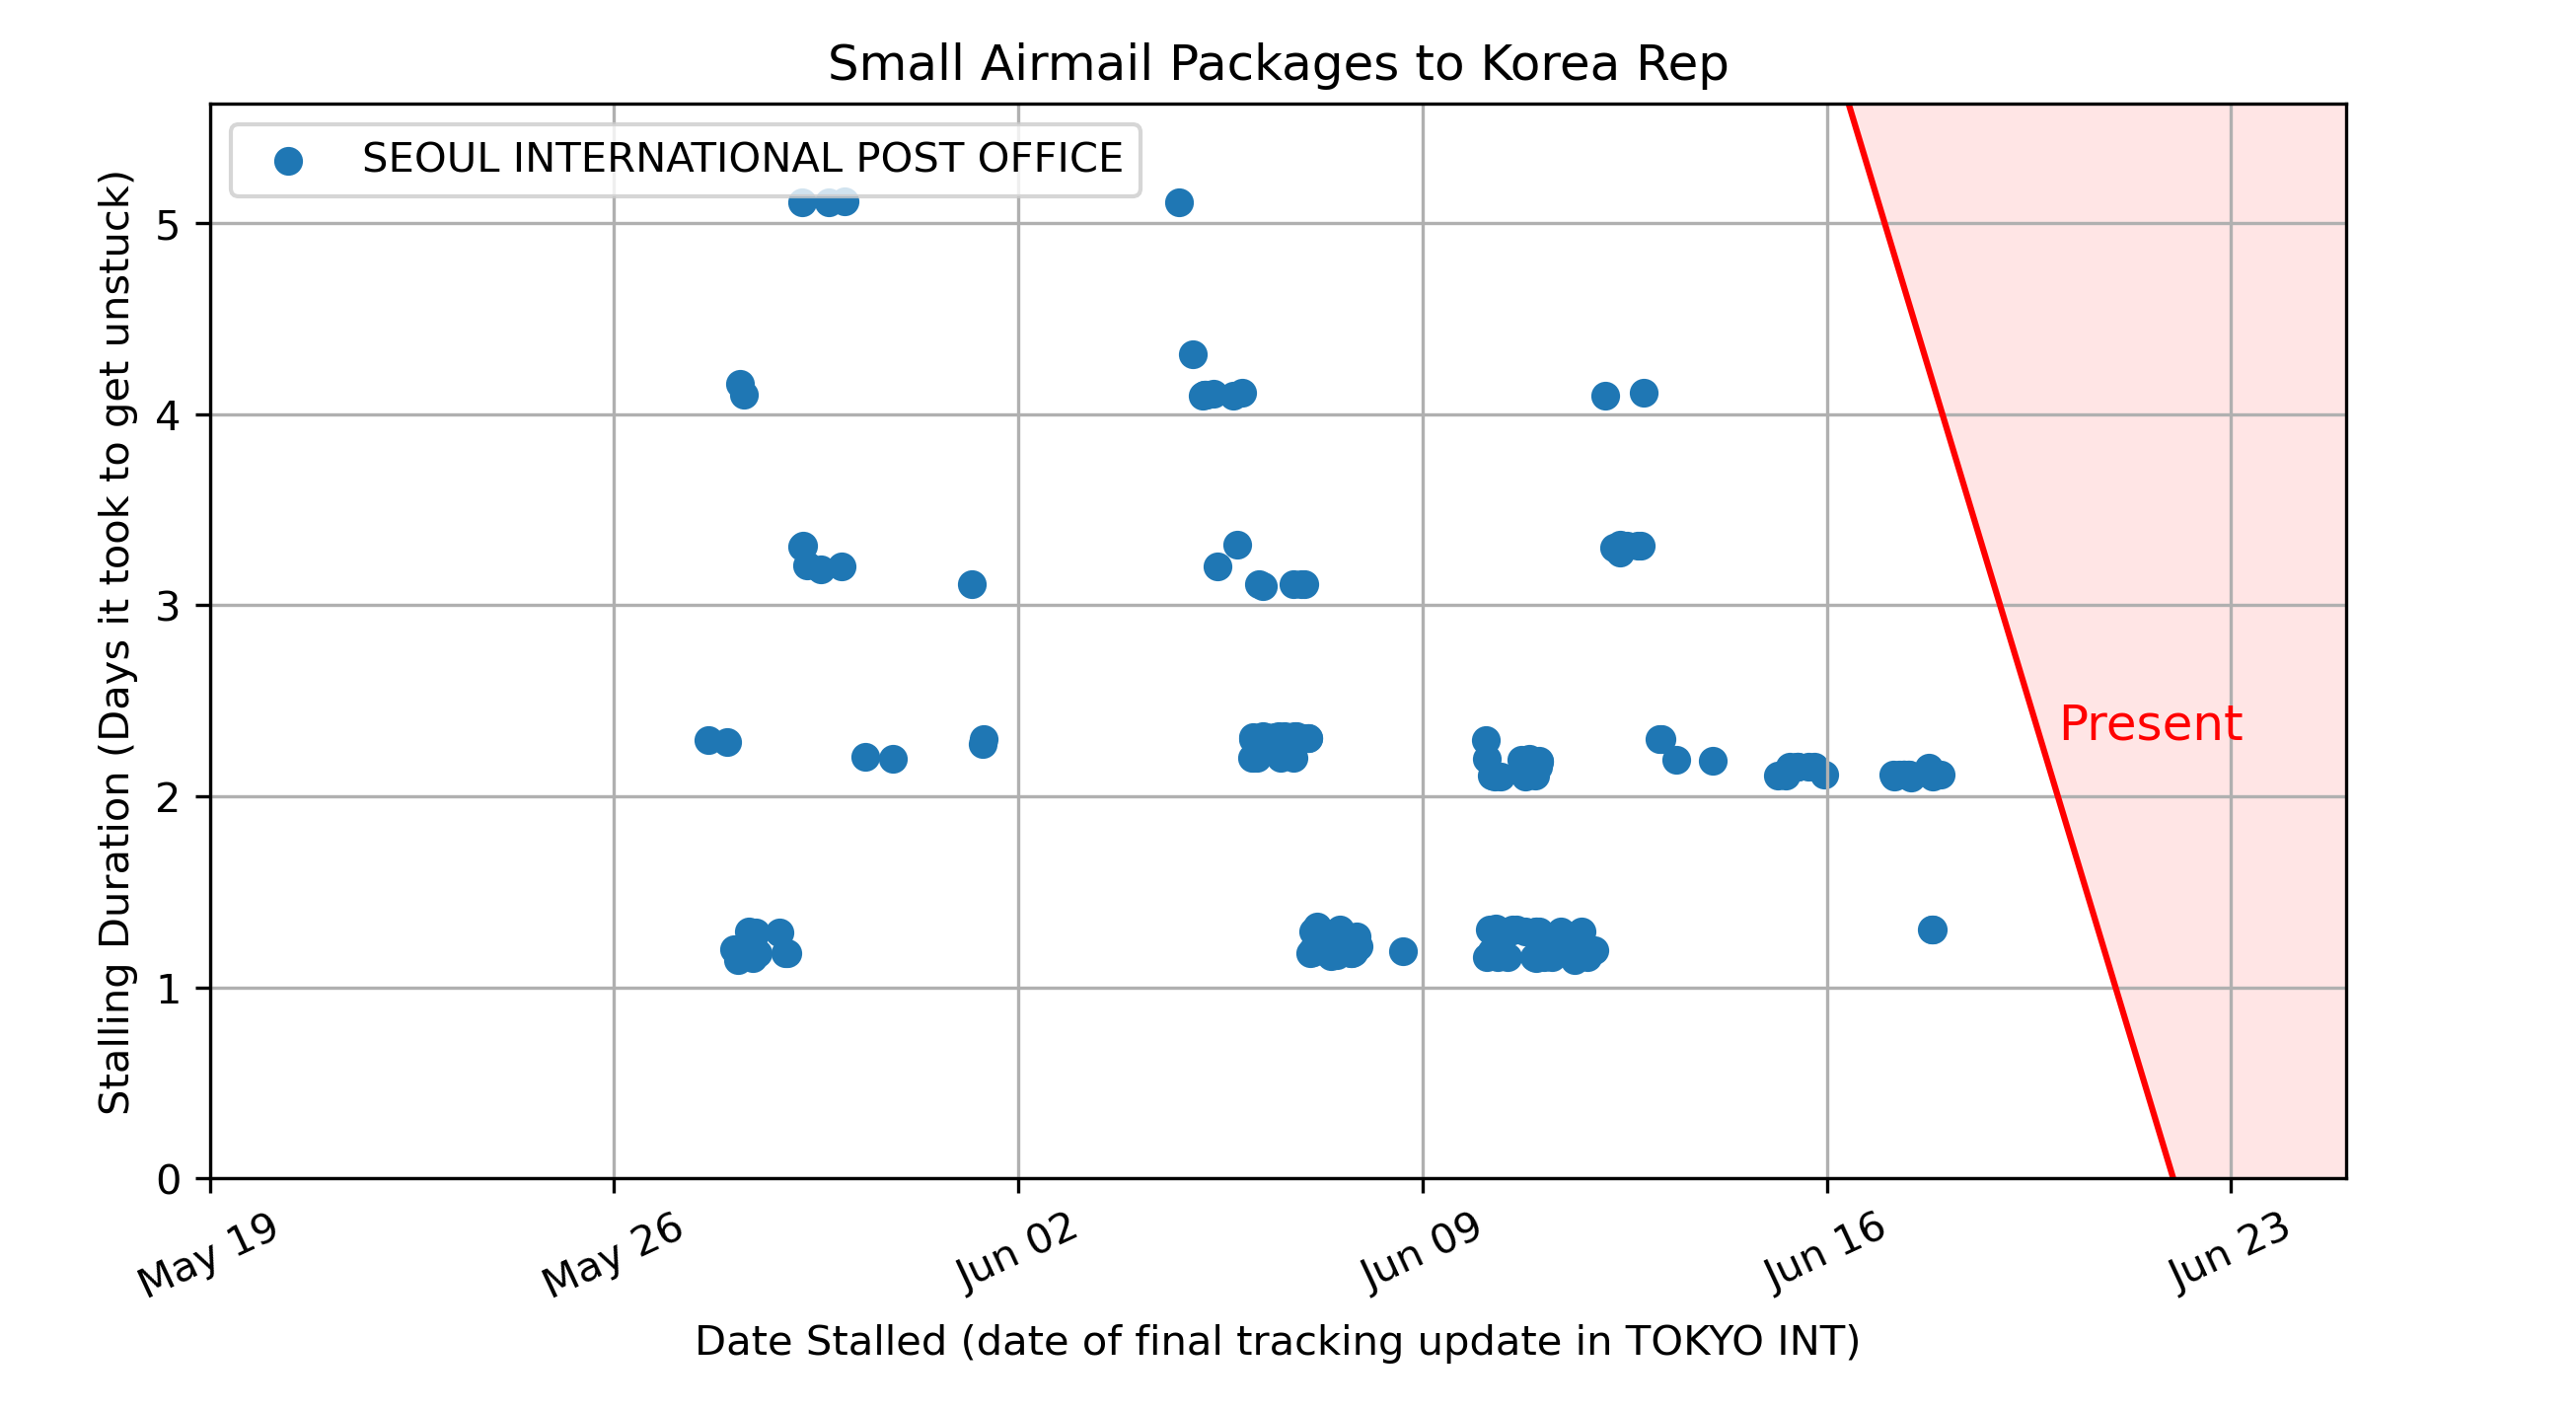 Small Airmail Packages to Korea Rep
SEOUL INTERNATIONAL POST OFFICE
Stalling Duration (Days it took to get unstuck)
5
4
3
2
1
0
Present
May 19
May 26
Jun 02
Jun 09
Jun 16
Jun 23
Date Stalled (date of final tracking update in TOKYO INT)